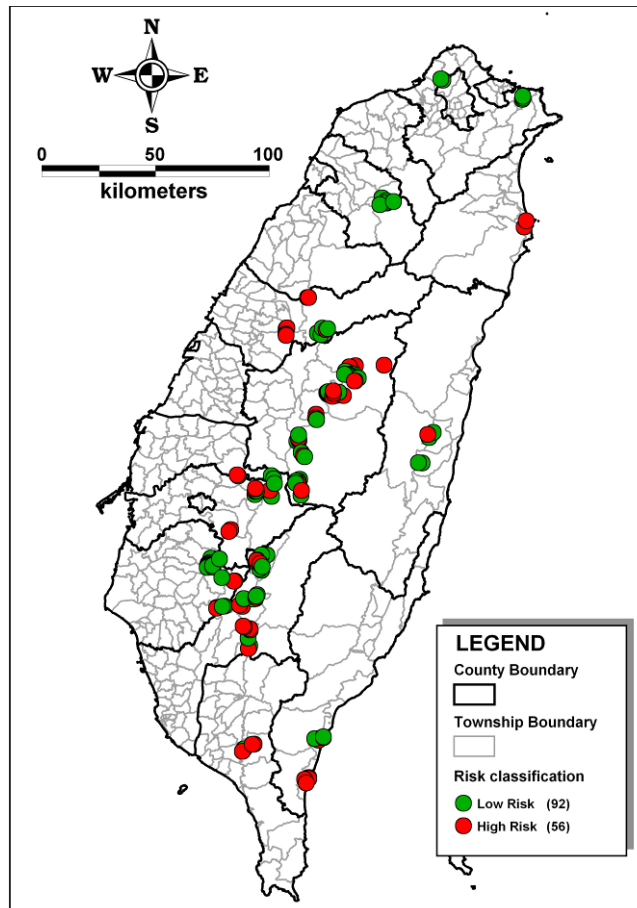 N
W E
S
0 50 100
kilometers
LEGEND
County Boundary
Township Boundary
Risk classification
Low Risk (92)
High Risk (56)